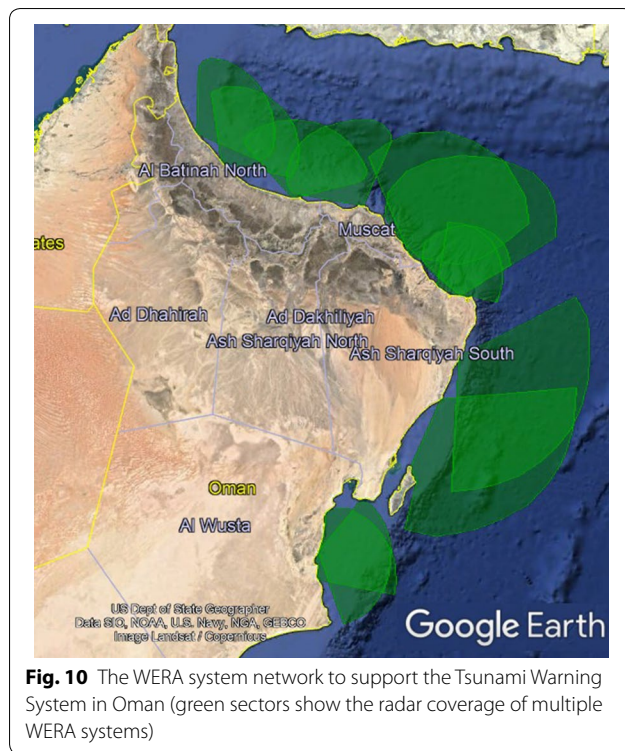 Al Batinah North
Muscat
ates
Ad Dhahirah
Ad Dakhiliyah
Ash Sharqiyah North
Ash Sharqiyah South
Oman
Al Wusta
US Dept of State Geographer
Data SIO, NOAA, U.S. Navy, NGA, GEBCO
Image Landsat / Copernicus
Google Earth
Fig. 10 The WERA system network to support the Tsunami Warning
System in Oman (green sectors show the radar coverage of multiple
WERA systems)